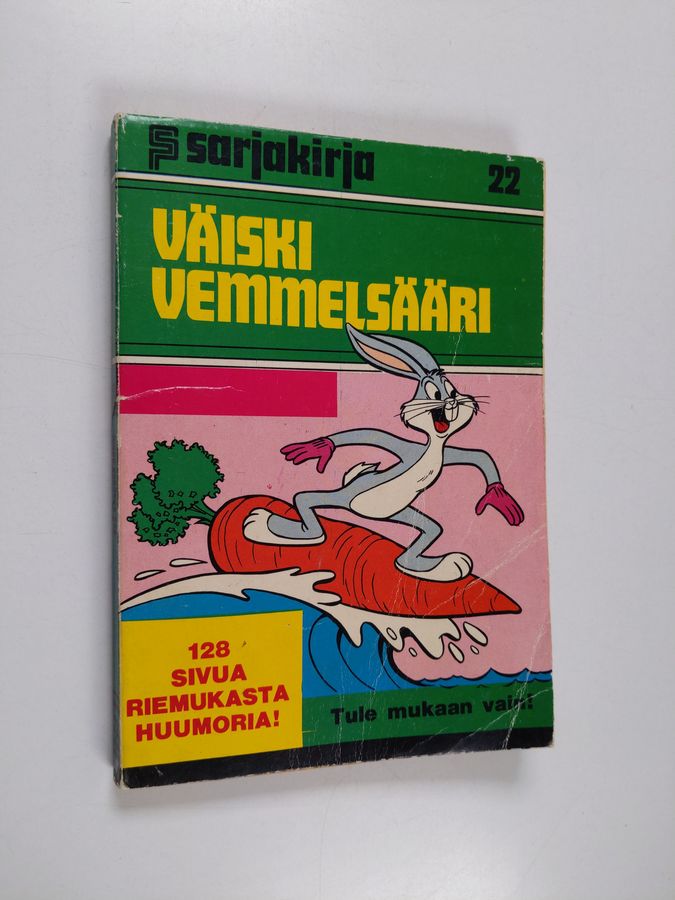 sarjakirja 22
VÄISKI
VEMMELSÄÄRI
128
SIVUA
RIEMUKASTA
HUUMORIA!
Tule mukaan vain!